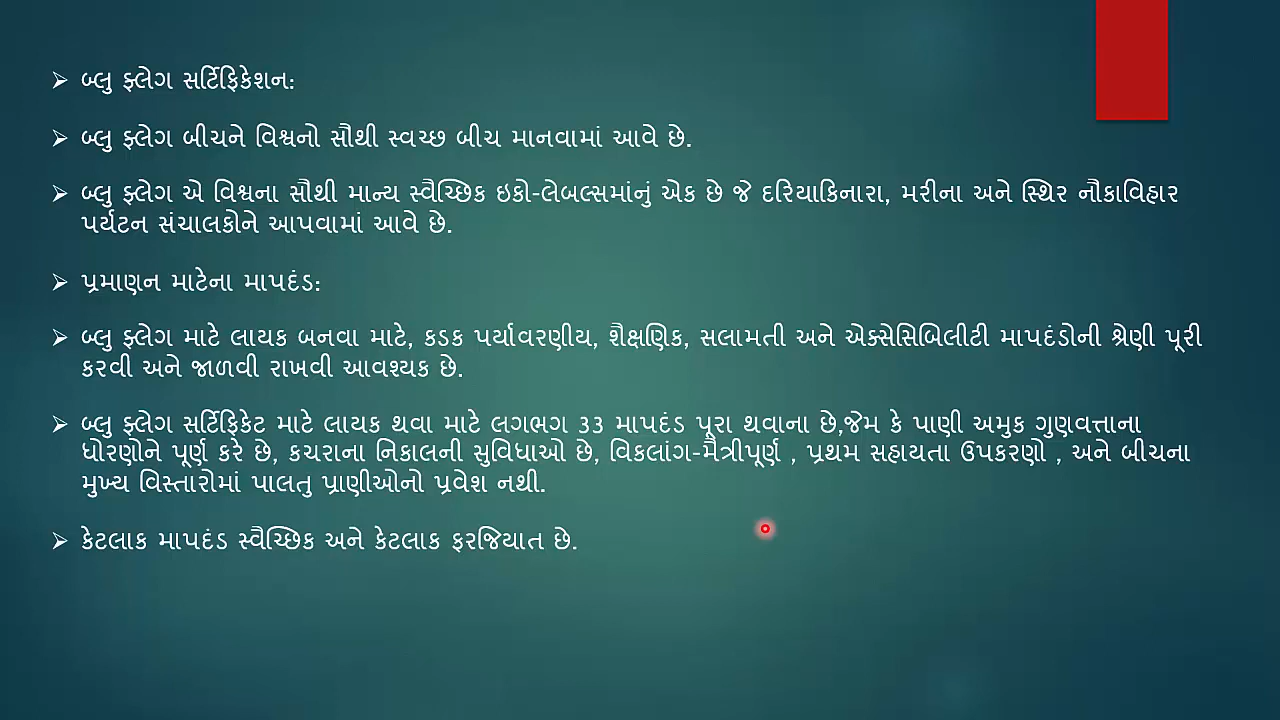 ➢ બ્લુ ફ્લેગ સર્ટિફિકેશન:
➢ બ્લુ ફ્લેગ બીચને વિશ્વનો સૌથી સ્વચ્છ બીચ માનવામાં આવે છે.
➢ બ્લુ ફ્લેગ એ વિશ્વના સૌથી માન્ય સ્વૈચ્છિક ઇકો-લેબલ્સમાંનું એક છે જે દરિયાકિનારા, મરીના અને સ્થિર નૌકાવિહાર
પર્યટન સંચાલકોને આપવામાં આવે છે.
➢ પ્રમાણન માટેના માપદંડ:
➢ બ્લુ ફ્લેગ માટે લાયક બનવા માટે, કડક પર્યાવરણીય, શૈક્ષણિક, સલામતી અને એક્સેસિબિલીટી માપદંડોની શ્રેણી પૂરી
કરવી અને જાળવી રાખવી આવશ્યક છે.
➢ બ્લુ ફ્લેગ સર્ટિફિકેટ માટે લાયક થવા માટે લગભગ ૩૩ માપદંડ પૂરા થવાના છે,જેમ કે પાણી અમુક ગુણવત્તાના
ધોરણોને પૂર્ણ કરે છે, કચરાના નિકાલની સુવિધાઓ છે, વિકલાંગ-મૈત્રીપૂર્ણ , પ્રથમ સહાયતા ઉપકરણો , અને બીચના
મુખ્ય વિસ્તારોમાં પાલતુ પ્રાણીઓનો પ્રવેશ નથી.
➢ કેટલાક માપદંડ સ્વૈચ્છિક અને કેટલાક ફરજિયાત છે.